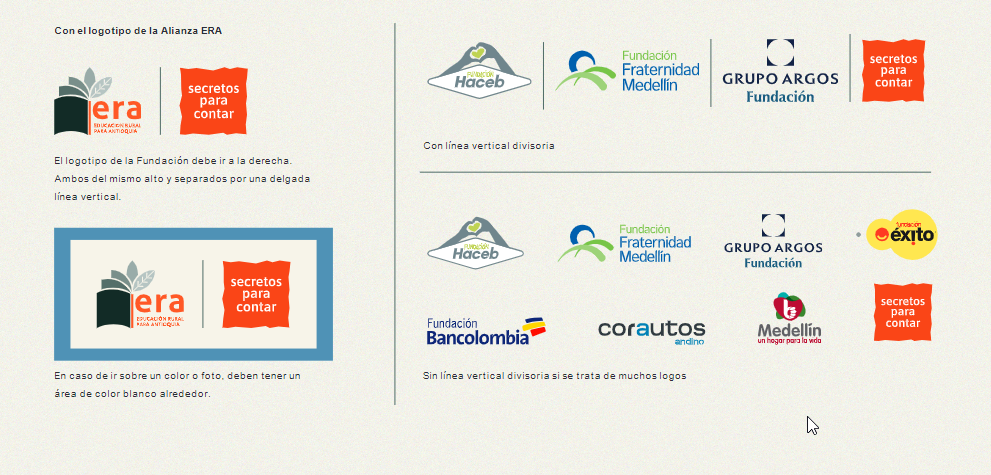 Con el logotipo de la Alianza ERA
era
EDUCACIÓN RURAL
PARA ANTIOQUIA
secretos
para
contar
El logotipo de la Fundación debe ir a la derecha.
Ambos del mismo alto y separados por una delgada
línea vertical.
era
EDUCACIÓN RURAL
PARA ANTIOQUIA
secretos
para
contar
En caso de ir sobre un color o foto, deben tener un
área de color blanco alrededor.
FUNDACIÓN
Haceb
Fundación
Fraternidad
Medellín
GRUPO ARGOS
Fundación
secretos
para
contar
Con línea vertical divisoria
FUNDACIÓN
Haceb
Fundación
Fraternidad
Medellín
GRUPO ARGOS
Fundación
fundación
éxito
Fundación
Bancolombia
corautos
andino
Medellín
un hogar para la vida
secretos
para
contar
Sin línea vertical divisoria si se trata de muchos logos